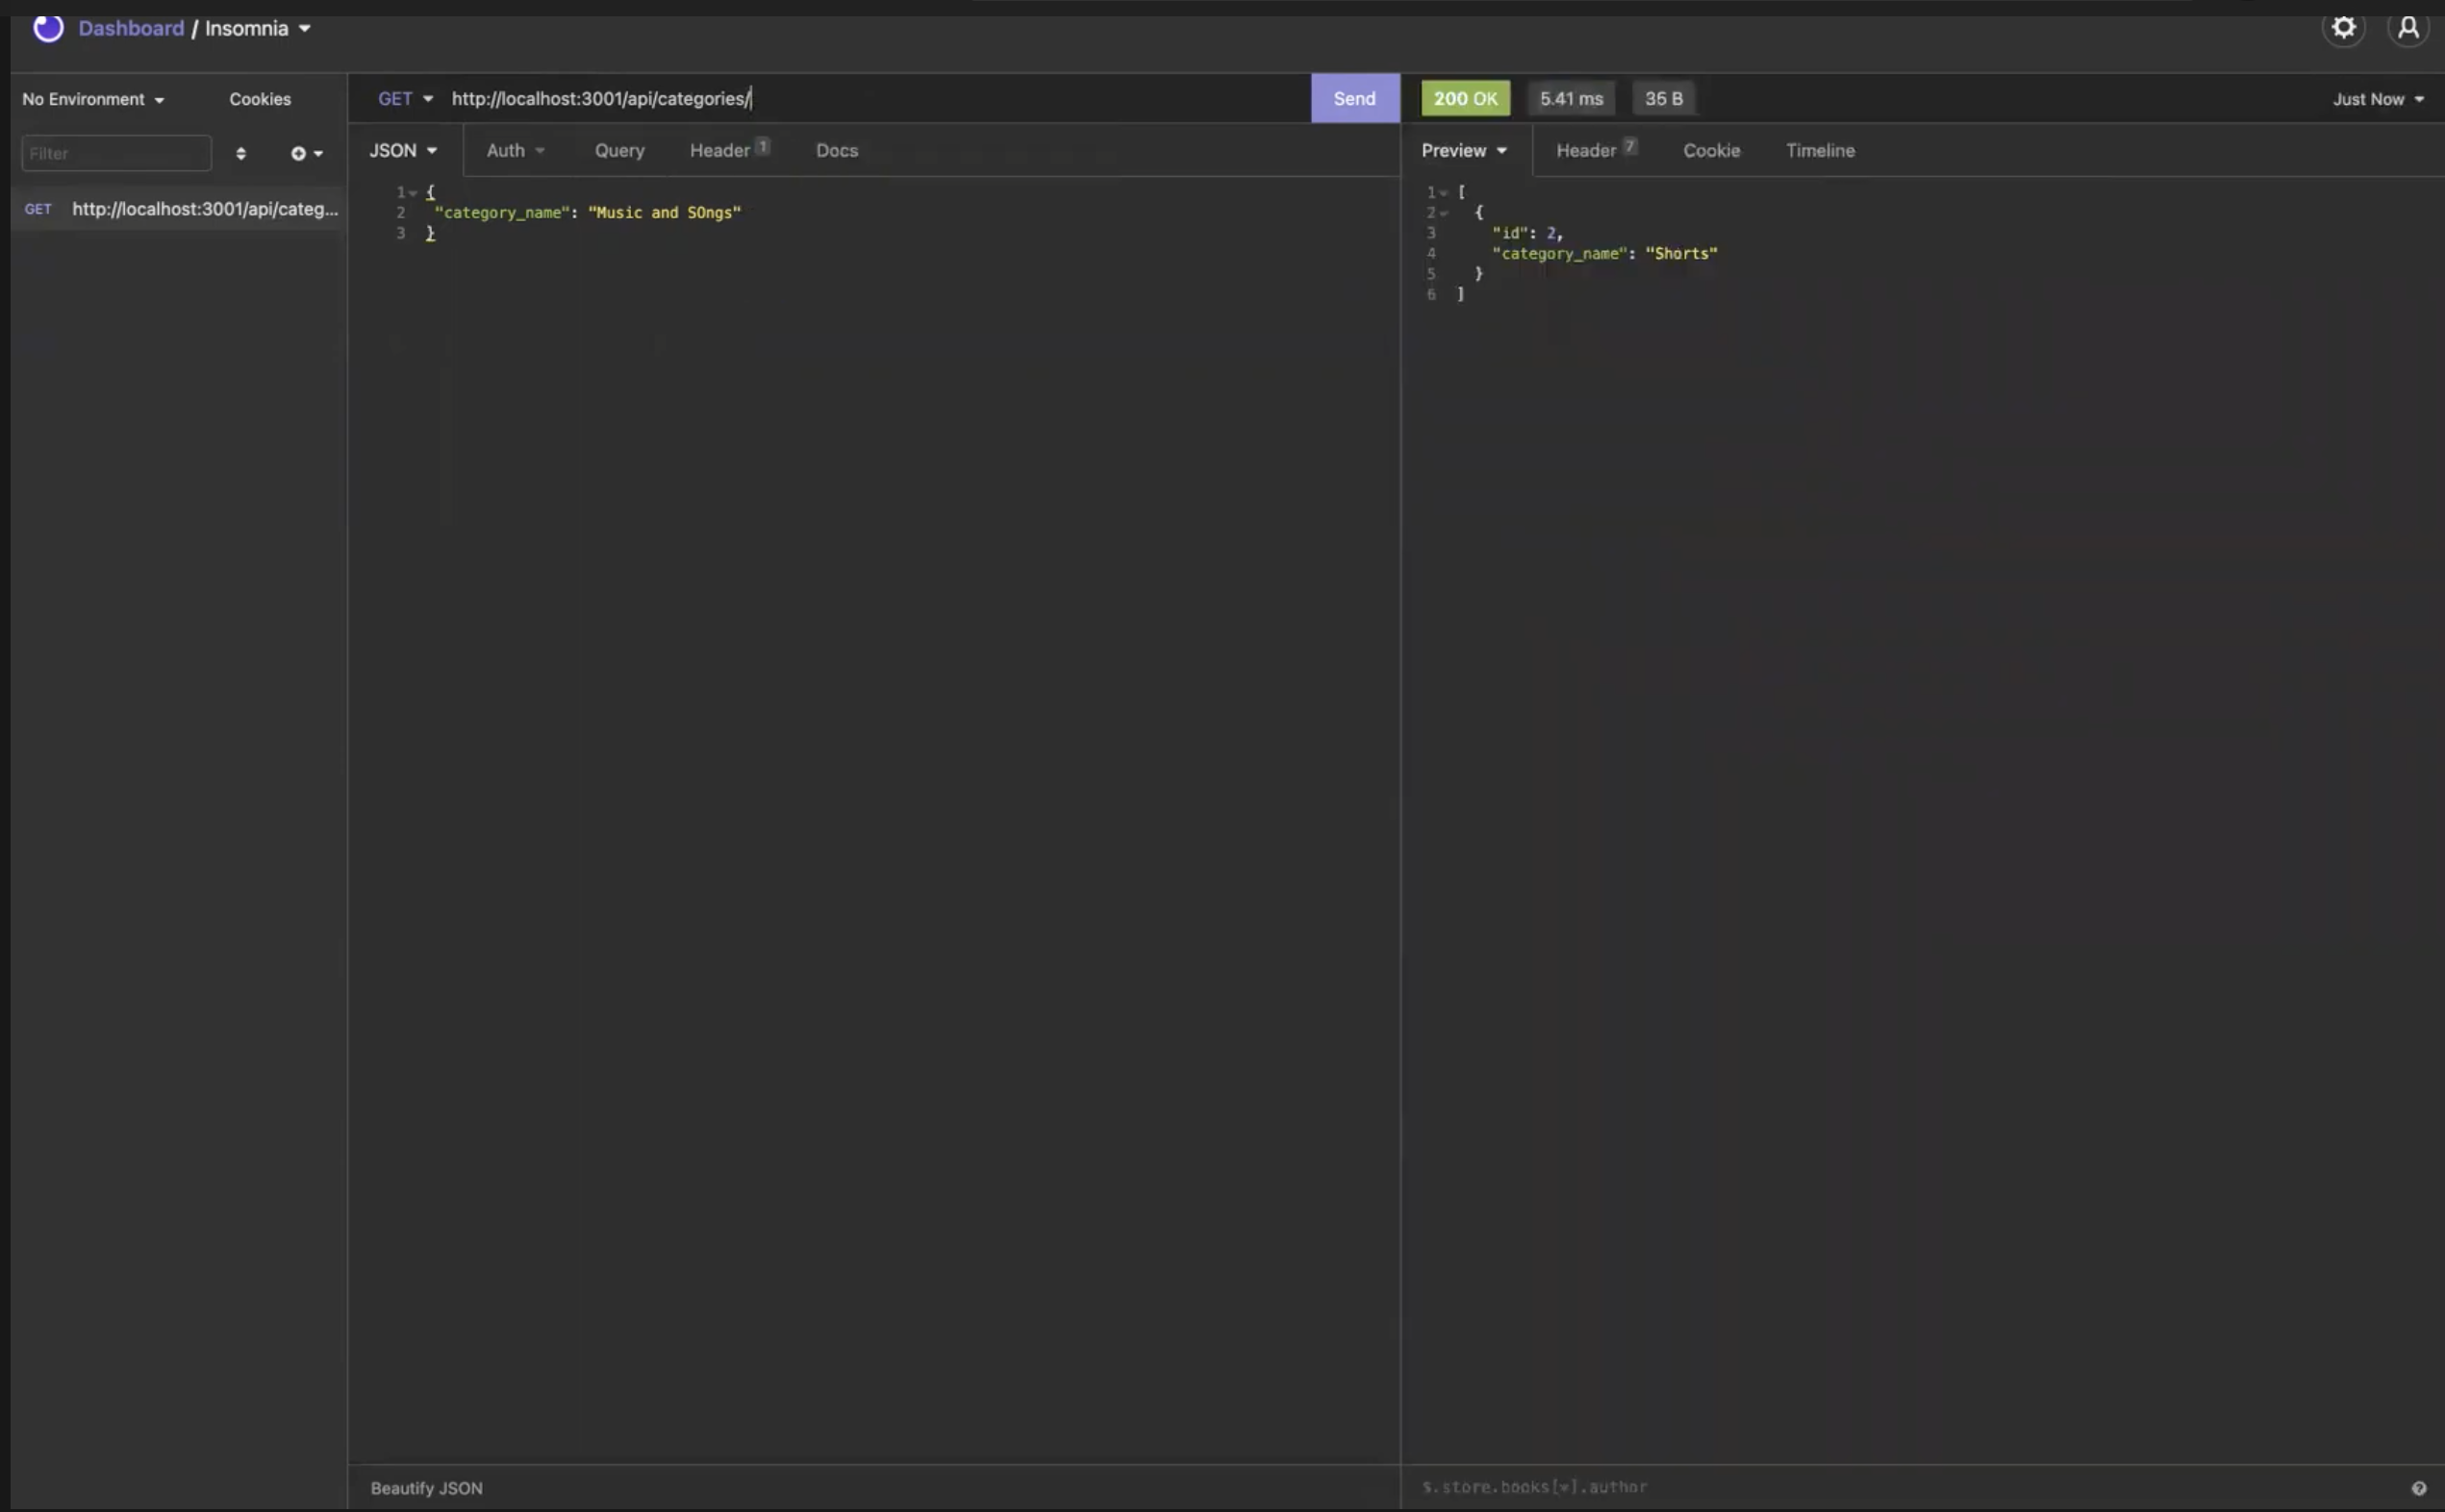 Dashboard / Insomnia
No Environment
Cookies
GET http://localhost:3001/api/categories/
Send
200 OK
5.41 ms
35 B
Just Now
Filter
JSON
Auth
Query
Header 1
Docs
Preview
Header 7
Cookie
Timeline
GET http://localhost:3001/api/categ...
1 {
2 "category_name": "Music and SOngs"
3 }
1 [
2 {
3 "id": 2,
4 "category_name": "Shorts"
5 }
6 ]
Beautify JSON
$.store.books[*].author